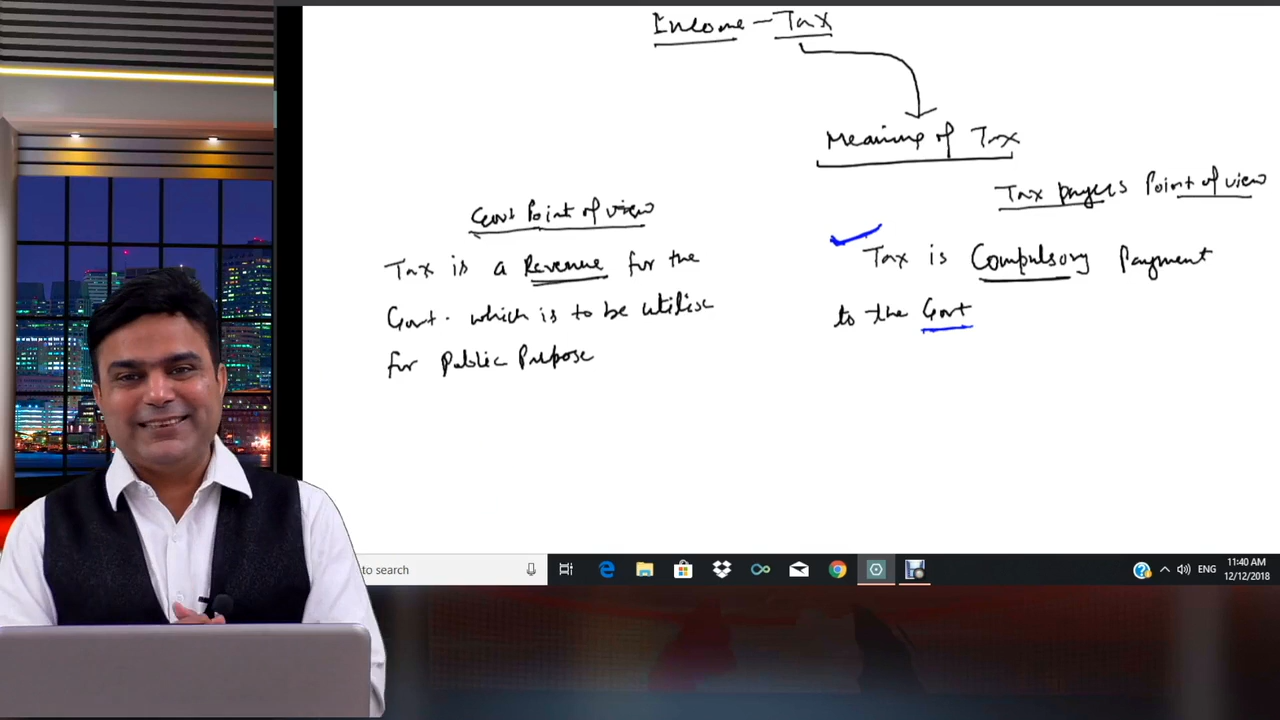 Income - Tax
Meaning of Tax
Govt Point of view
Tax is a Revenue for the
Govt. which is to be utilise
for Public Purpose
Tax payers Point of view
Tax is Compulsory Payment
to the Govt
to search
ENG
11:40 AM
12/12/2018